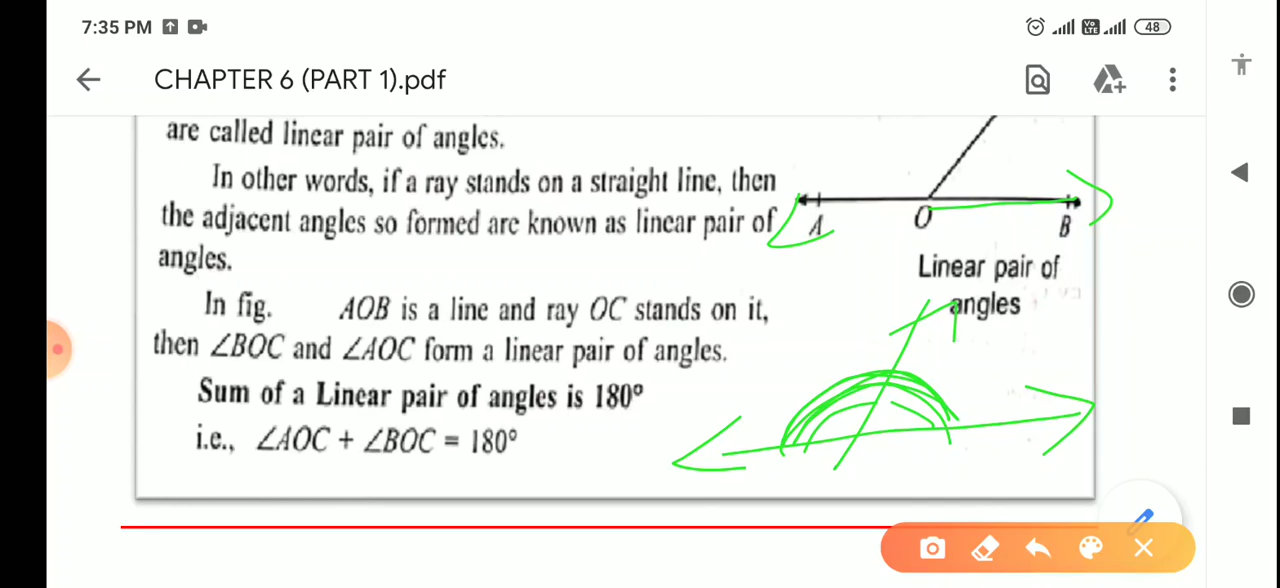 7:35 PM
Vo LTE
48
CHAPTER 6 (PART 1).pdf
are called linear pair of angles.
In other words, if a ray stands on a straight line, then
the adjacent angles so formed are known as linear pair of
angles.
In fig. AOB is a line and ray OC stands on it,
then ∠BOC and ∠AOC form a linear pair of angles.
Sum of a Linear pair of angles is 180°
i.e., ∠AOC + ∠BOC = 180°
A O B
Linear pair of
angles